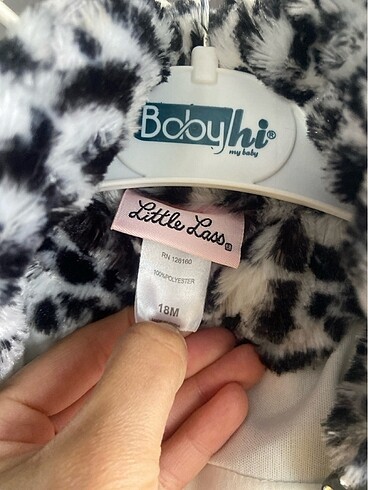 Babyhi®
my baby
Little Lass
RN 128160
100%POLYESTER
18M